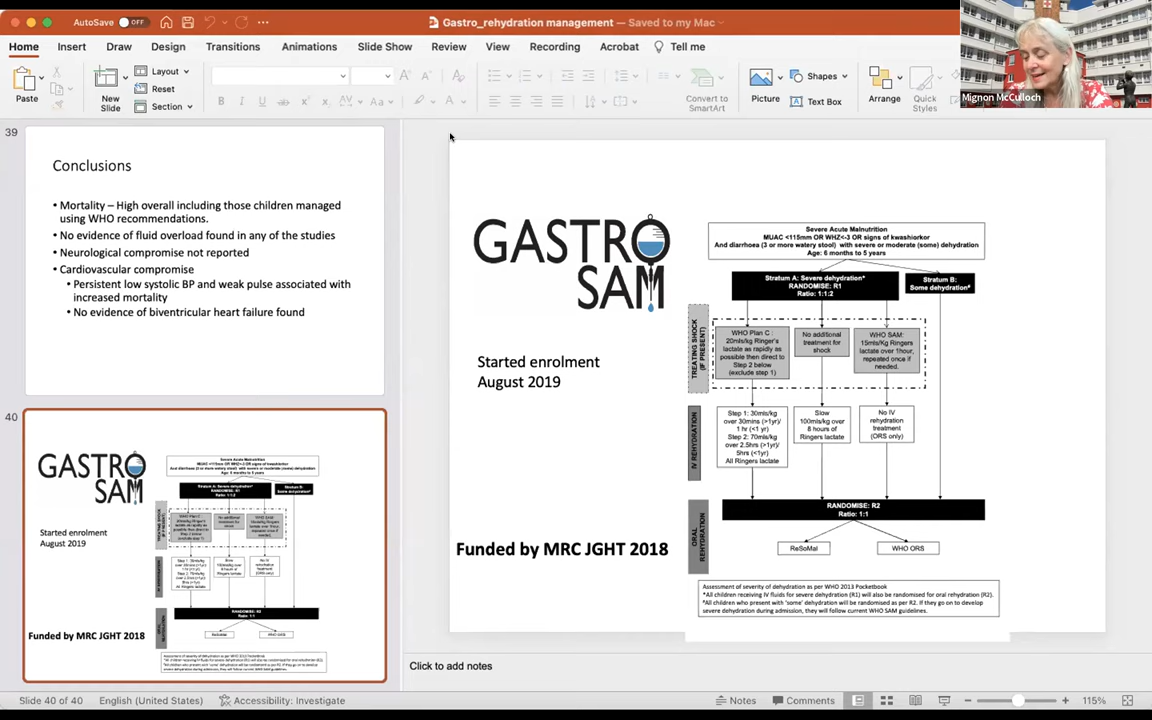 AutoSave OFF
Gastro_rehydration management — Saved to my Mac
Home Insert Draw Design Transitions Animations Slide Show Review View Recording Acrobat Tell me
Paste
New
Slide
Layout
Reset
Section
Convert to
SmartArt
Picture
Shapes
Text Box
Arrange
Quick
Styles
Mignon McCulloch
39
Conclusions
• Mortality – High overall including those children managed
using WHO recommendations.
• No evidence of fluid overload found in any of the studies
• Neurological compromise not reported
• Cardiovascular compromise
• Persistent low systolic BP and weak pulse associated with
increased mortality
• No evidence of biventricular heart failure found
40
GASTRO
SAM
Started enrolment
August 2019
Funded by MRC JGHT 2018
GASTRO
SAM
Started enrolment
August 2019
Funded by MRC JGHT 2018
Severe Acute Malnutrition
MUAC <115mm OR WHZ<-3 OR signs of kwashiorkor
And diarrhoea (3 or more watery stool) with severe or moderate (some) dehydration
Age: 6 months to 5 years
Stratum A: Severe dehydration*
RANDOMISE: R1
Ratio: 1:1:2
Stratum B:
Some dehydration#
TREATING SHOCK
(IF PRESENT)
WHO Plan C :
20mls/kg Ringer's
lactate as rapidly as
possible then direct to
Step 2 below
(exclude step 1)
No additional
treatment for
shock
WHO SAM:
15mls/Kg Ringers
lactate over 1hour,
repeated once if
needed.
IV REHYDRATION
Step 1: 30mls/kg
over 30mins (>1yr)/
1 hr (<1 yr)
Step 2: 70mls/kg
over 2.5hrs (>1yr)/
5hrs (<1yr)
All Ringers lactate
Slow
100mls/kg over
8 hours of
Ringers lactate
No IV
rehydration
treatment
(ORS only)
ORAL
REHYDRATION
RANDOMISE: R2
Ratio: 1:1
ReSoMal
WHO ORS
Assessment of severity of dehydration as per WHO 2013 Pocketbook
*All children receiving IV fluids for severe dehydration (R1) will also be randomised for oral rehydration (R2).
#All children who present with 'some' dehydration will be randomised as per R2. If they go on to develop
severe dehydration during admission, they will follow current WHO SAM guidelines.
Click to add notes
Slide 40 of 40 English (United States) Accessibility: Investigate Notes Comments 115%